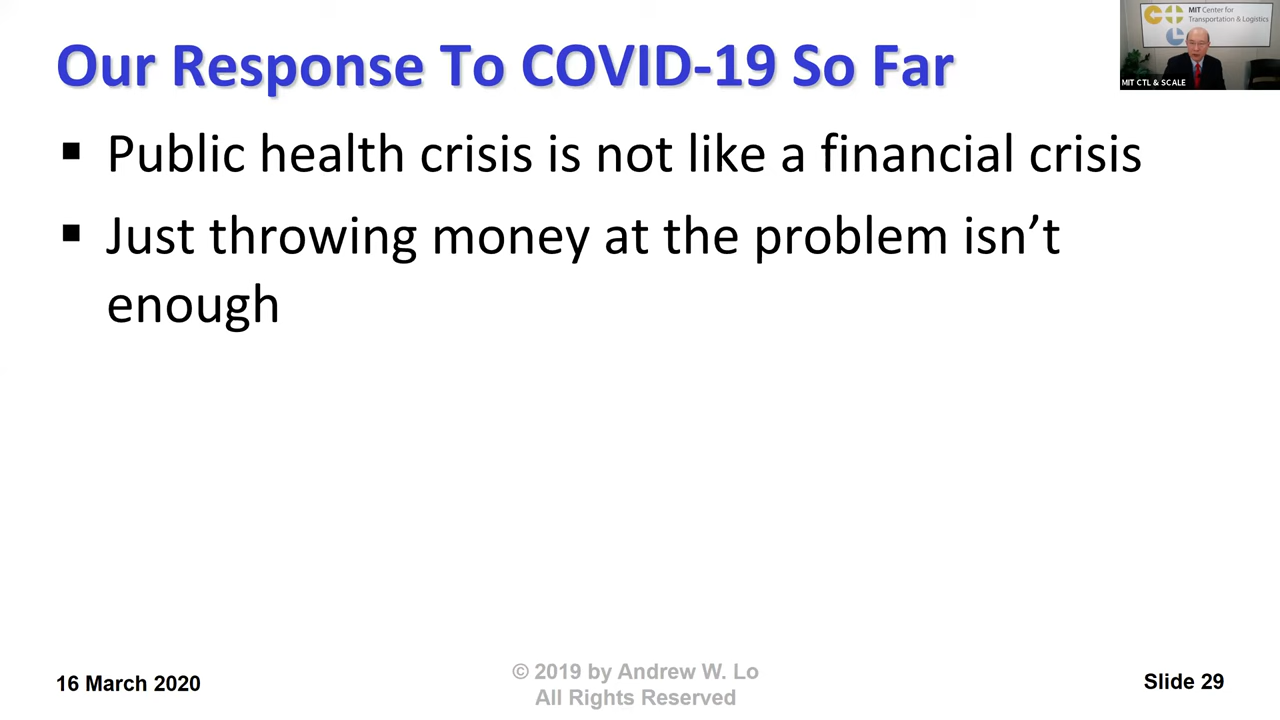 Our Response To COVID-19 So Far
MIT Center for
Transportation & Logistics
MIT CTL & SCALE
▪ Public health crisis is not like a financial crisis
▪ Just throwing money at the problem isn’t
enough
16 March 2020
© 2019 by Andrew W. Lo
All Rights Reserved
Slide 29